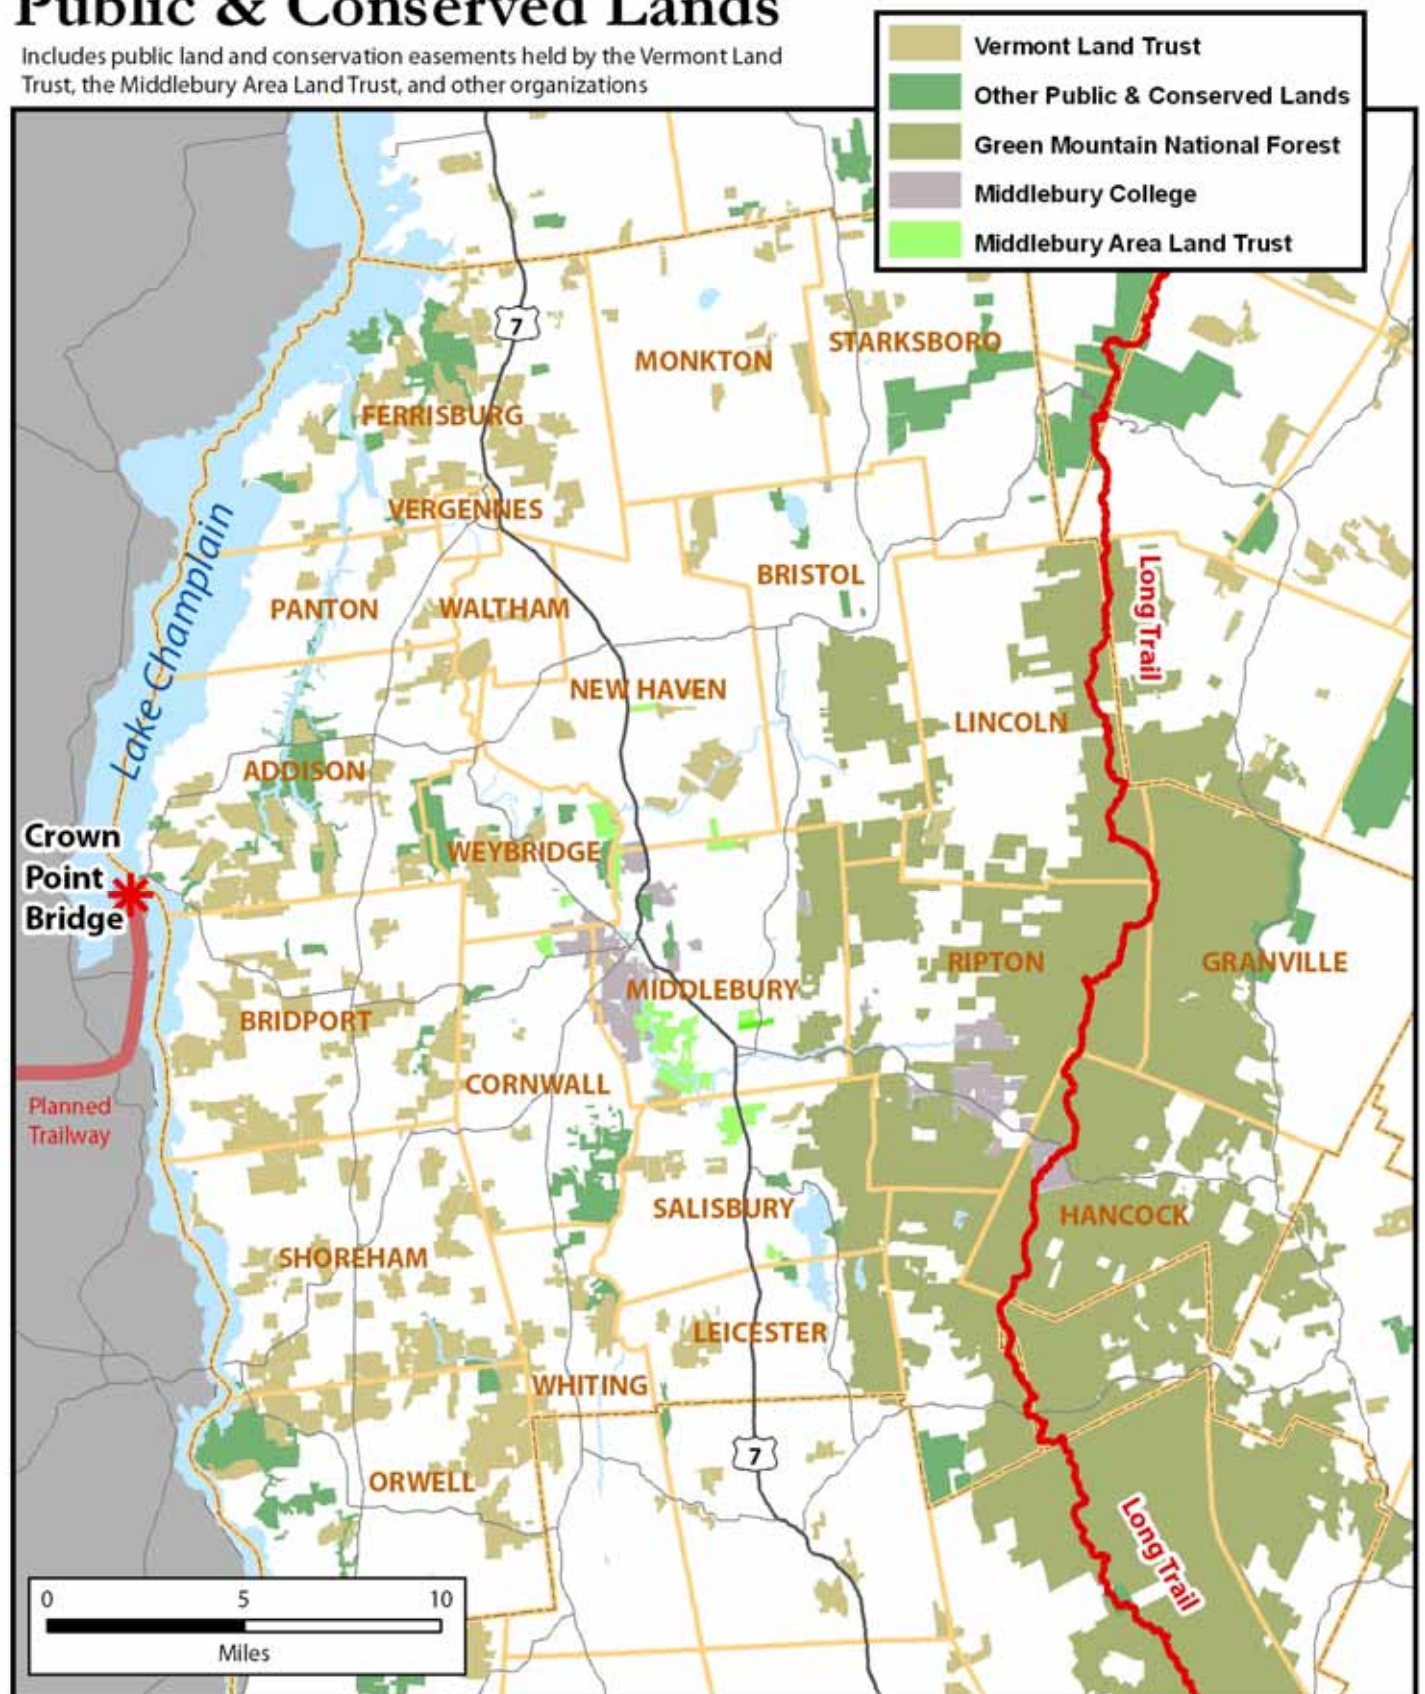 Public & Conserved Lands
Includes public land and conservation easements held by the Vermont Land
Trust, the Middlebury Area Land Trust, and other organizations
Vermont Land Trust
Other Public & Conserved Lands
Green Mountain National Forest
Middlebury College
Middlebury Area Land Trust
7
MONKTON
STARKSBORO
FERRISBURG
VERGENNES
Lake Champlain
BRISTOL
PANTON
WALTHAM
Long Trail
NEW HAVEN
LINCOLN
ADDISON
Crown
Point
Bridge
WEYBRIDGE
RIPTON
GRANVILLE
MIDDLEBURY
BRIDPORT
CORNWALL
Planned
Trailway
SALISBURY
HANCOCK
SHOREHAM
LEICESTER
WHITING
7
ORWELL
Long Trail
0 5 10
Miles